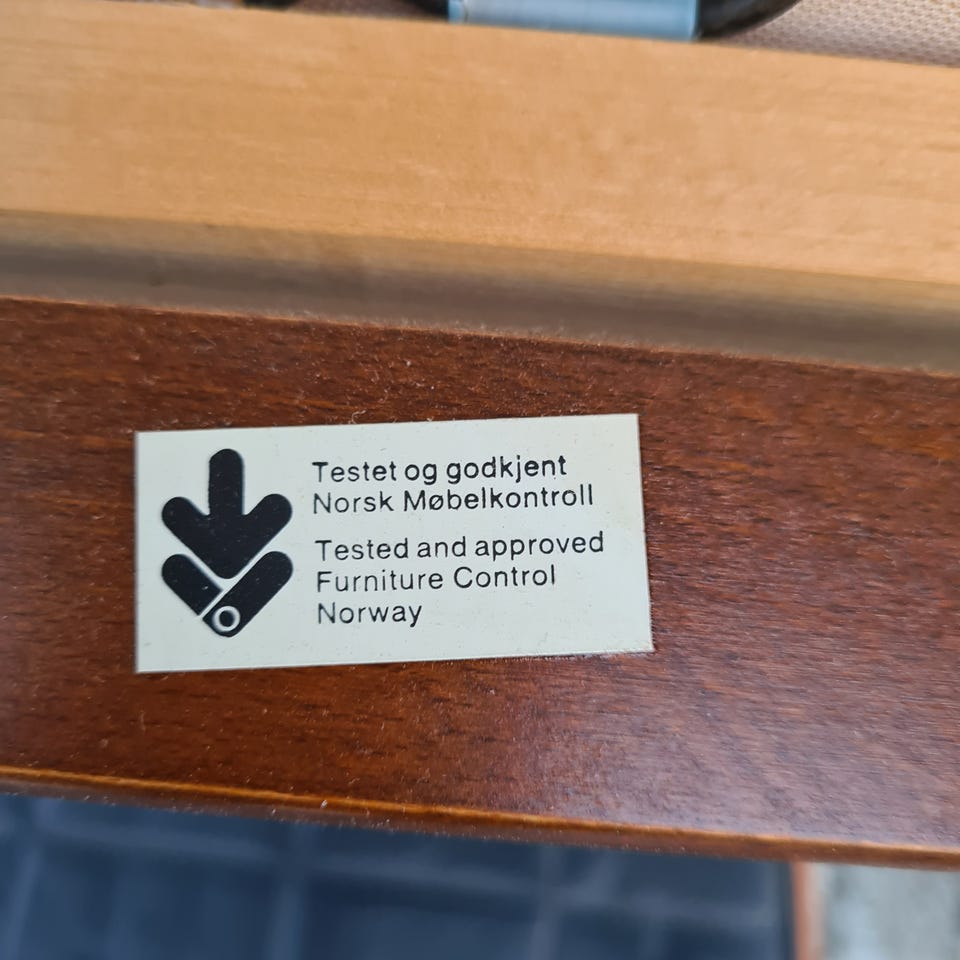 Testet og godkjent
Norsk Møbelkontroll
Tested and approved
Furniture Control
Norway